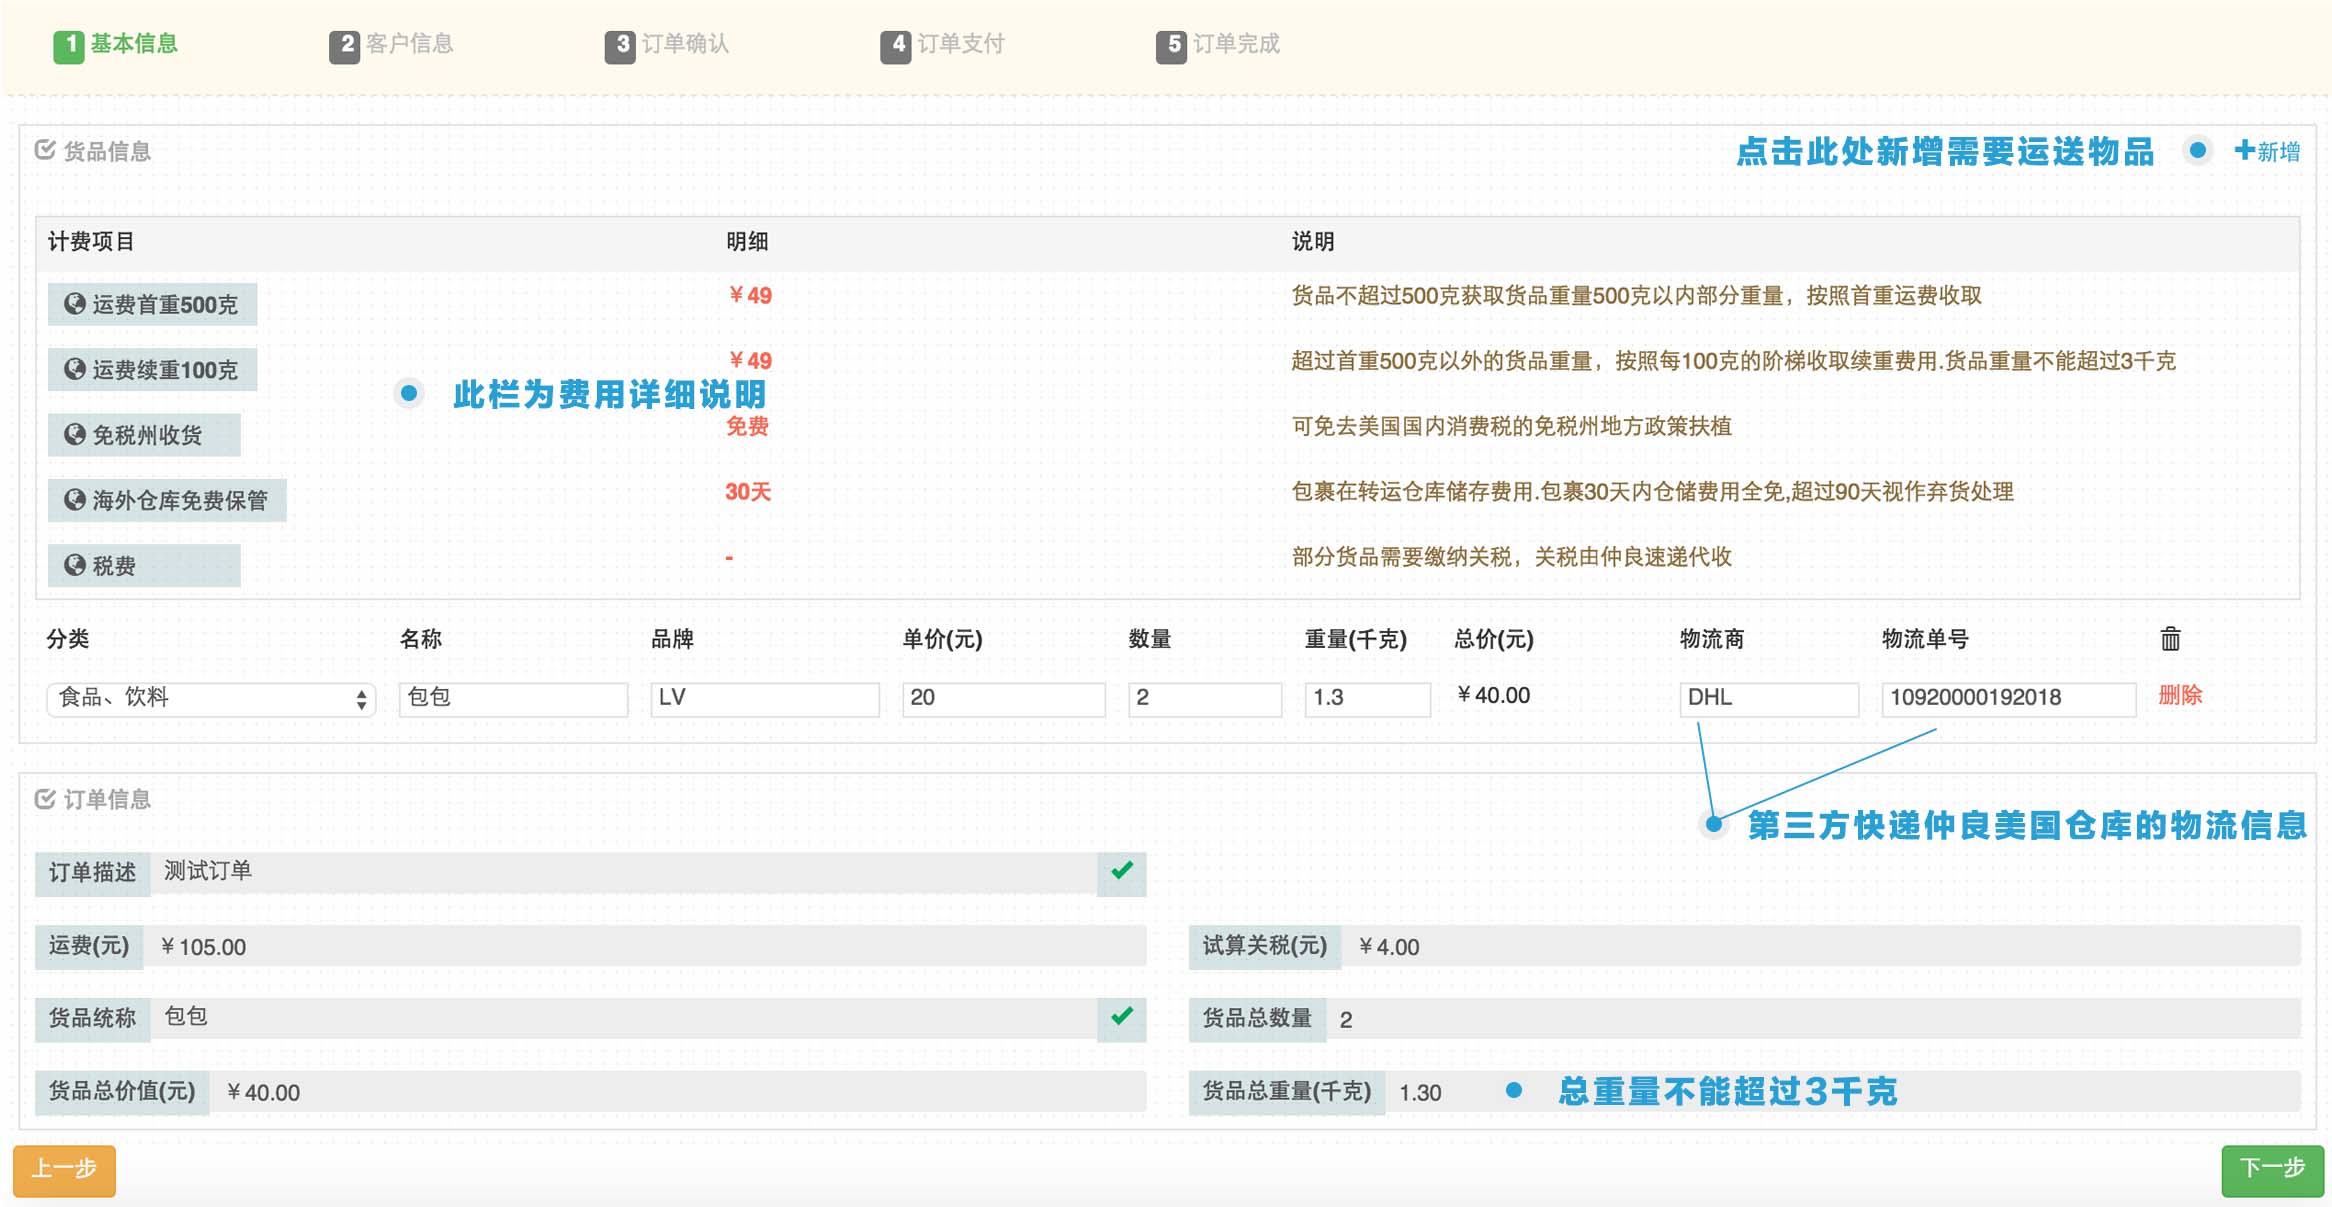 1 基本信息 2 客户信息 3 订单确认 4 订单支付 5 订单完成
货品信息 点击此处新增需要运送物品 新增
计费项目 明细 说明
运费首重500克 ￥49 货品不超过500克获取货品重量500克以内部分重量，按照首重运费收取
运费续重100克 ￥49 超过首重500克以外的货品重量，按照每100克的阶梯收取续重费用.货品重量不能超过3千克
此栏为费用详细说明
免税州收货 免费 可免去美国国内消费税的免税州地方政策扶植
海外仓库免费保管 30天 包裹在转运仓库储存费用.包裹30天内仓储费用全免,超过90天视作弃货处理
税费 - 部分货品需要缴纳关税，关税由仲良速递代收
分类 名称 品牌 单价(元) 数量 重量(千克) 总价(元) 物流商 物流单号
食品、饮料 包包 LV 20 2 1.3 ￥40.00 DHL 10920000192018 删除
订单信息
第三方快递仲良美国仓库的物流信息
订单描述 测试订单
运费(元) ￥105.00 试算关税(元) ￥4.00
货品统称 包包 货品总数量 2
货品总价值(元) ￥40.00 货品总重量(千克) 1.30 总重量不能超过3千克
上一步 下一步